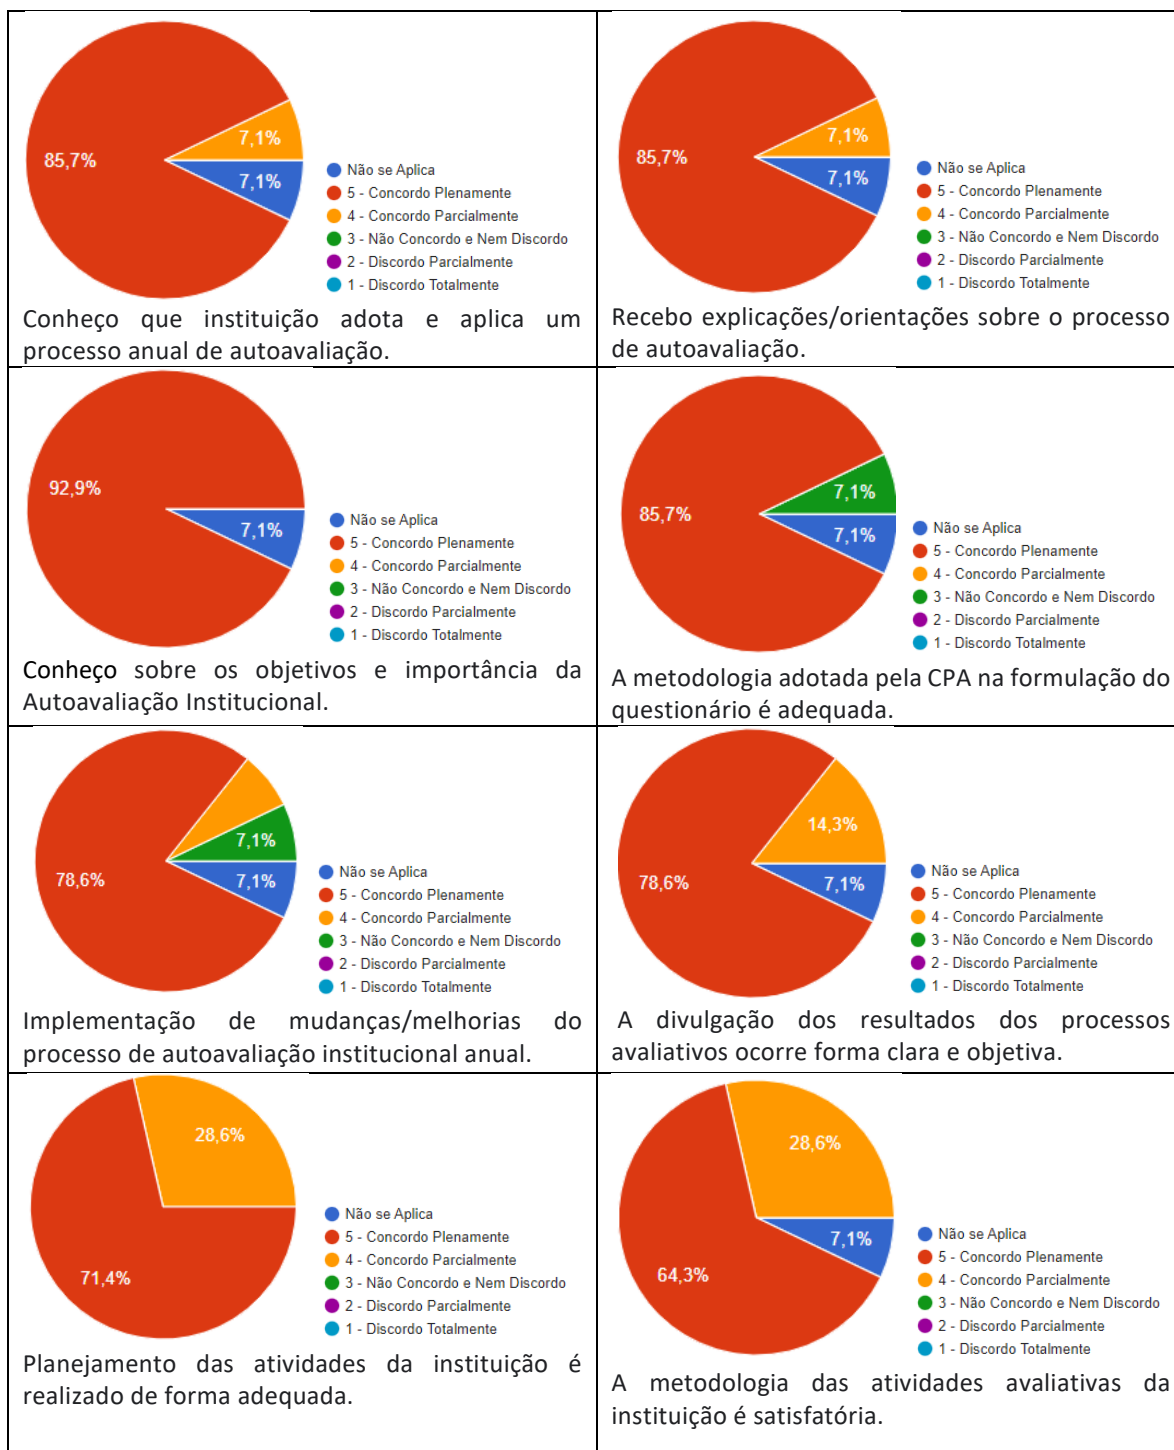 85,7%
7,1%
7,1%
Não se Aplica
5 - Concordo Plenamente
4 - Concordo Parcialmente
3 - Não Concordo e Nem Discordo
2 - Discordo Parcialmente
1 - Discordo Totalmente
Conheço que instituição adota e aplica um
processo anual de autoavaliação.
85,7%
7,1%
7,1%
Não se Aplica
5 - Concordo Plenamente
4 - Concordo Parcialmente
3 - Não Concordo e Nem Discordo
2 - Discordo Parcialmente
1 - Discordo Totalmente
Recebo explicações/orientações sobre o processo
de autoavaliação.
92,9%
7,1%
Não se Aplica
5 - Concordo Plenamente
4 - Concordo Parcialmente
3 - Não Concordo e Nem Discordo
2 - Discordo Parcialmente
1 - Discordo Totalmente
Conheço sobre os objetivos e importância da
Autoavaliação Institucional.
85,7%
7,1%
7,1%
Não se Aplica
5 - Concordo Plenamente
4 - Concordo Parcialmente
3 - Não Concordo e Nem Discordo
2 - Discordo Parcialmente
1 - Discordo Totalmente
A metodologia adotada pela CPA na formulação do
questionário é adequada.
78,6%
7,1%
7,1%
Não se Aplica
5 - Concordo Plenamente
4 - Concordo Parcialmente
3 - Não Concordo e Nem Discordo
2 - Discordo Parcialmente
1 - Discordo Totalmente
Implementação de mudanças/melhorias do
processo de autoavaliação institucional anual.
78,6%
14,3%
7,1%
Não se Aplica
5 - Concordo Plenamente
4 - Concordo Parcialmente
3 - Não Concordo e Nem Discordo
2 - Discordo Parcialmente
1 - Discordo Totalmente
A divulgação dos resultados dos processos
avaliativos ocorre forma clara e objetiva.
28,6%
71,4%
Não se Aplica
5 - Concordo Plenamente
4 - Concordo Parcialmente
3 - Não Concordo e Nem Discordo
2 - Discordo Parcialmente
1 - Discordo Totalmente
Planejamento das atividades da instituição é
realizado de forma adequada.
28,6%
7,1%
64,3%
Não se Aplica
5 - Concordo Plenamente
4 - Concordo Parcialmente
3 - Não Concordo e Nem Discordo
2 - Discordo Parcialmente
1 - Discordo Totalmente
A metodologia das atividades avaliativas da
instituição é satisfatória.